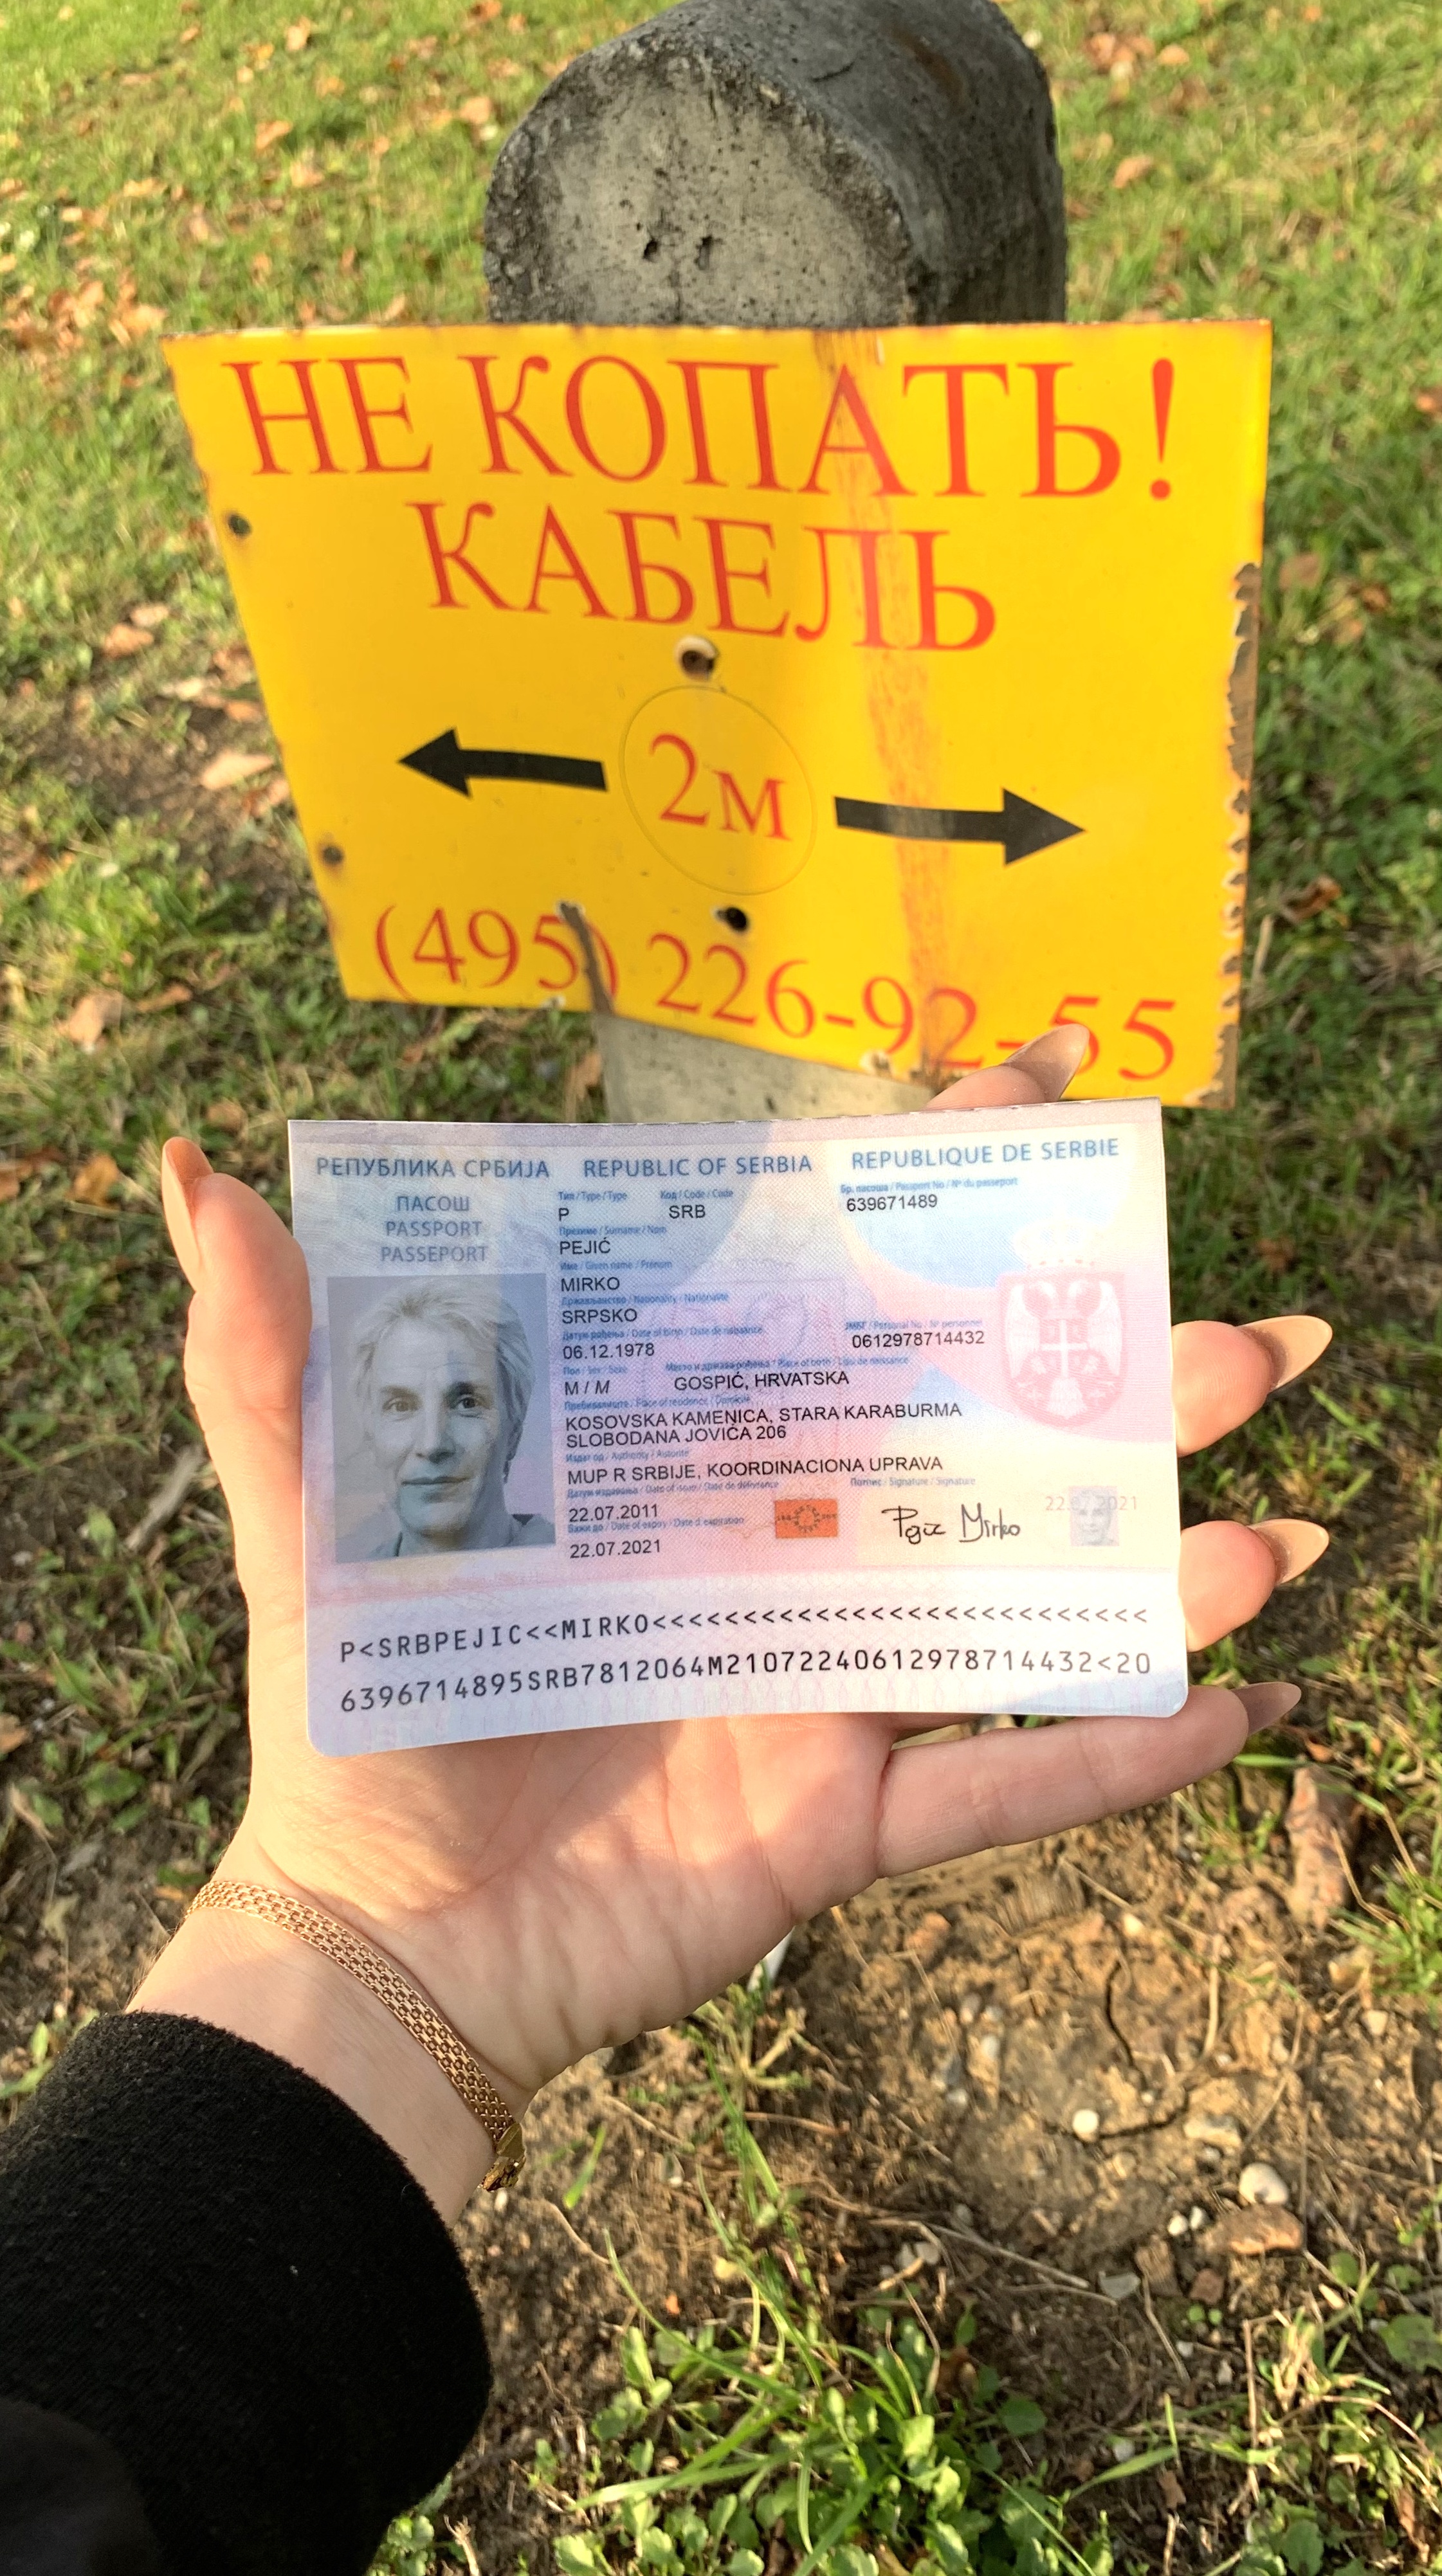 НЕ КОПАТЬ!
КАБЕЛЬ
2м
(495) 226-92-55
РЕПУБЛИКА СРБИЈА REPUBLIC OF SERBIA REPUBLIQUE DE SERBIE
ПАСОШ
PASSPORT
PASSEPORT
Тип / Type / Type Код / Code / Code Бр. пасоша / Passport No / Nº du passeport
P SRB 639671489
Презиме / Surname / Nom
PEJIĆ
Име / Given name / Prénom
MIRKO
Држављанство / Nationality / Nationalite
SRPSKO
Датум рођења / Date of birth / Date de naissance ЈМБГ / Personal No / Nº personnel
06.12.1978 0612978714432
Пол / Sex / Sexe Место и држава рођења / Place of birth / Lieu de naissance
M / M GOSPIĆ, HRVATSKA
Пребивалиште / Place of residence / Domicile
KOSOVSKA KAMENICA, STARA KARABURMA
SLOBODANA JOVIĆA 206
Издат од / Authority / Autorité
MUP R SRBIJE, KOORDINACIONA UPRAVA
Датум издавања / Date of issue / Date de délivrance Потпис / Signature / Signature
22.07.2011 Pejić Mirko 22.07.2021
Важи до / Date of expiry / Date d'expiration
22.07.2021
P<SRBPEJIC<<MIRKO<<<<<<<<<<<<<<<<<<<<<<<<<<<
6396714895SRB7812064M21072240612978714432<20